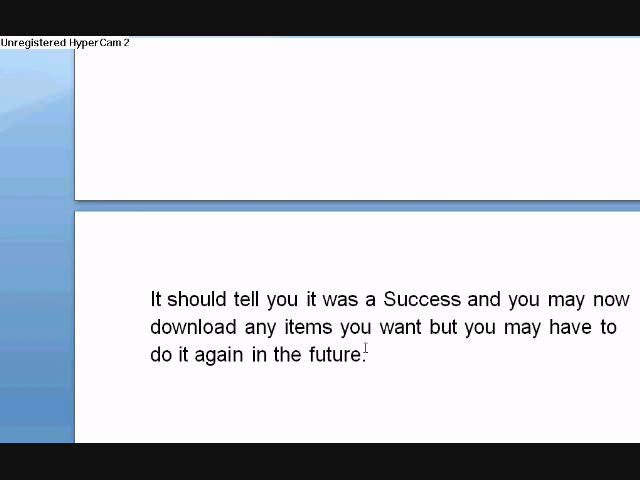 Unregistered HyperCam 2
It should tell you it was a Success and you may now
download any items you want but you may have to
do it again in the future.